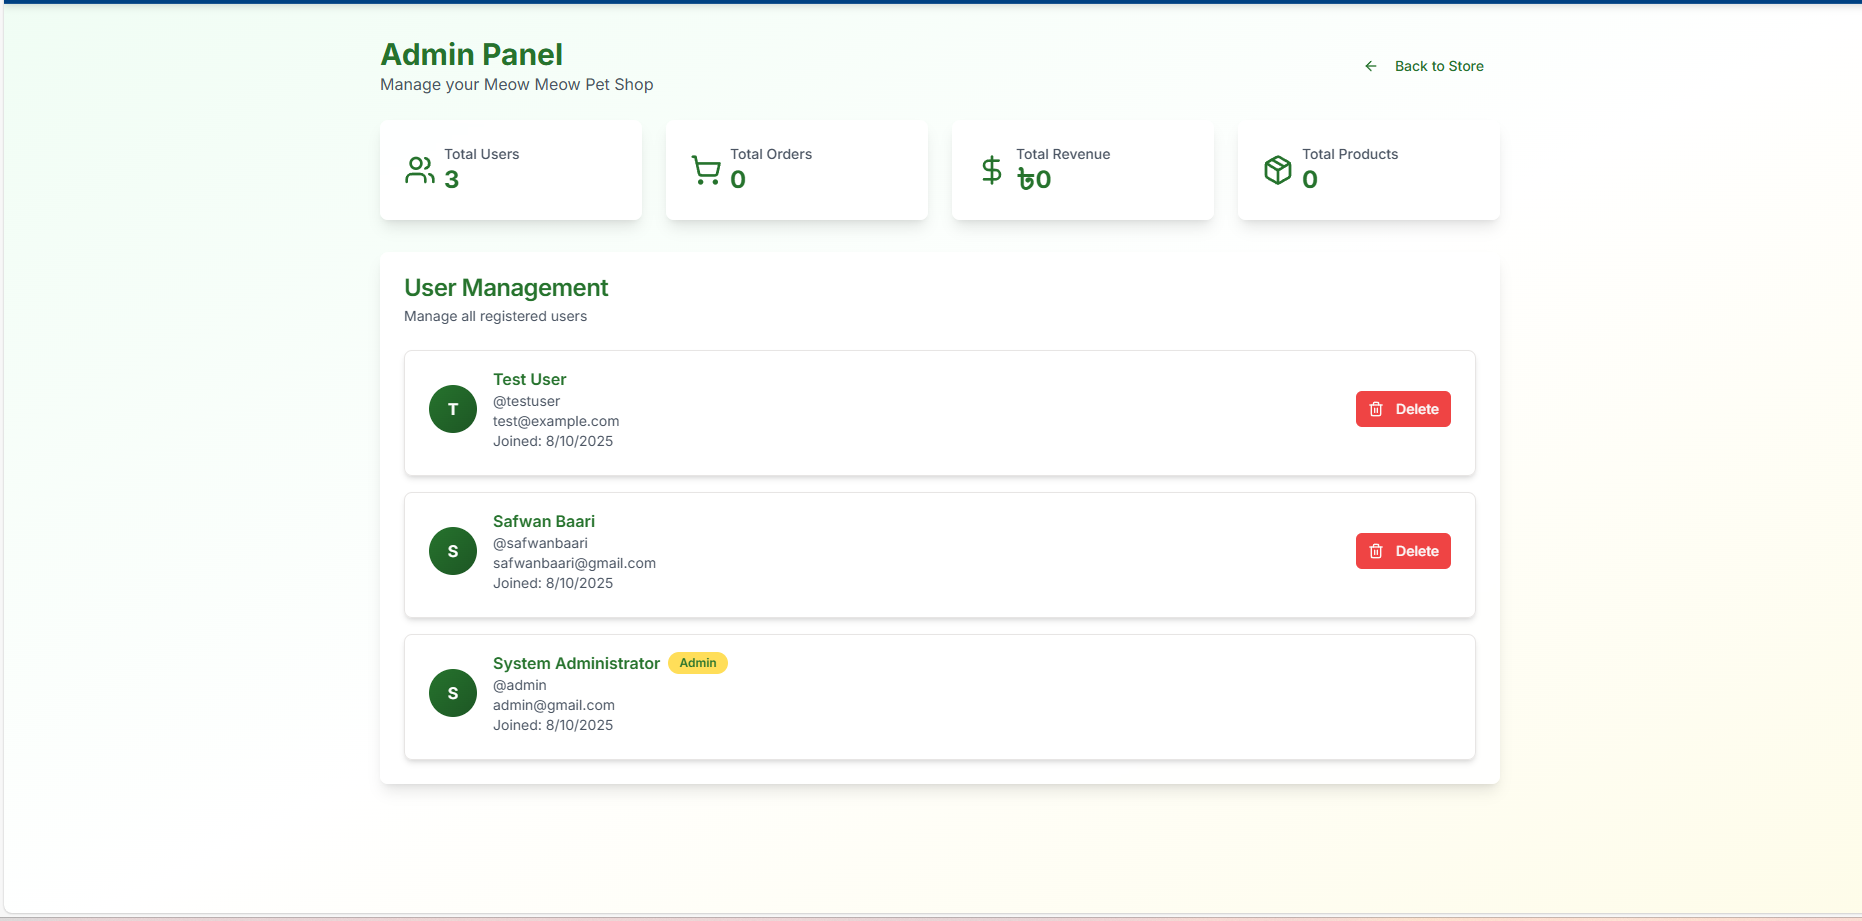 Admin Panel
Manage your Meow Meow Pet Shop
Back to Store
Total Users
3
Total Orders
0
Total Revenue
৳0
Total Products
0
User Management
Manage all registered users
T
Test User
@testuser
test@example.com
Joined: 8/10/2025
Delete
S
Safwan Baari
@safwanbaari
safwanbaari@gmail.com
Joined: 8/10/2025
Delete
S
System Administrator Admin
@admin
admin@gmail.com
Joined: 8/10/2025